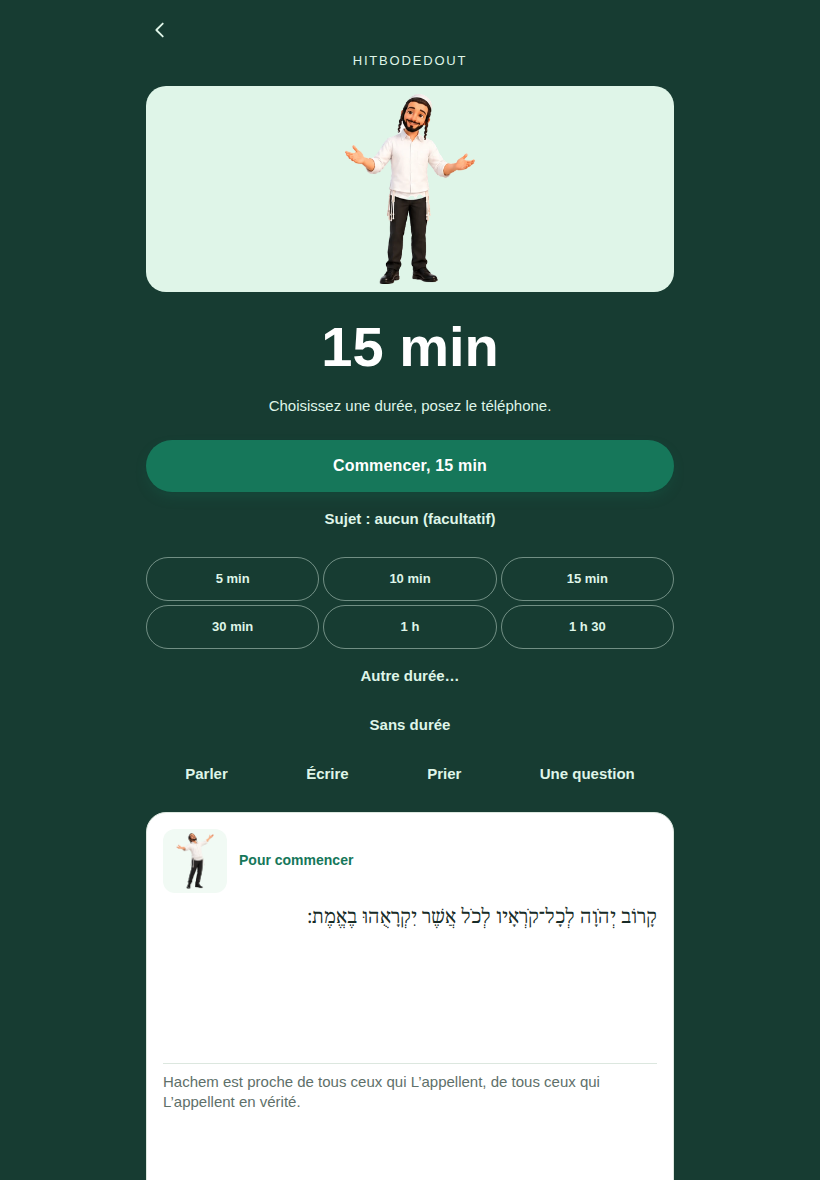 HITBODEDOUT
15 min
Choisissez une durée, posez le téléphone.
Commencer, 15 min
Sujet : aucun (facultatif)
5 min 10 min 15 min
30 min 1 h 1 h 30
Autre durée…
Sans durée
Parler Écrire Prier Une question
Pour commencer
קָרוֹב יְהֹוָה לְכׇל־קֹרְאָיו לְכֹל אֲשֶׁר יִקְרָאֻהוּ בֶאֱמֶת׃
Hachem est proche de tous ceux qui L’appellent, de tous ceux qui
L’appellent en vérité.